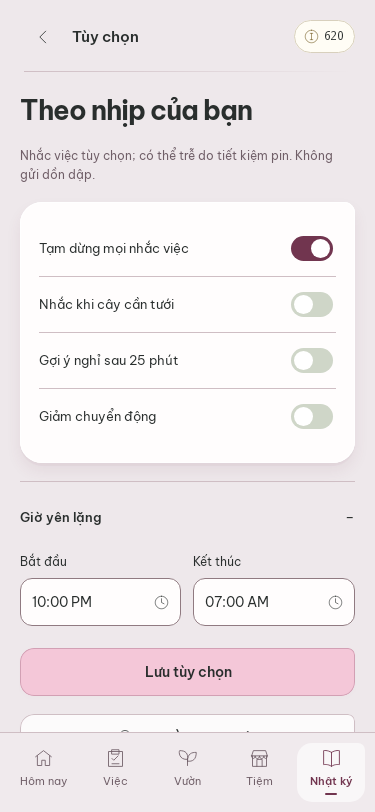 Tùy chọn
620
Theo nhịp của bạn
Nhắc việc tùy chọn; có thể trễ do tiết kiệm pin. Không
gửi dồn dập.
Tạm dừng mọi nhắc việc
Nhắc khi cây cần tưới
Gợi ý nghỉ sau 25 phút
Giảm chuyển động
Giờ yên lặng –
Bắt đầu Kết thúc
10:00 PM 07:00 AM
Lưu tùy chọn
Hôm nay Việc Vườn Tiệm Nhật ký